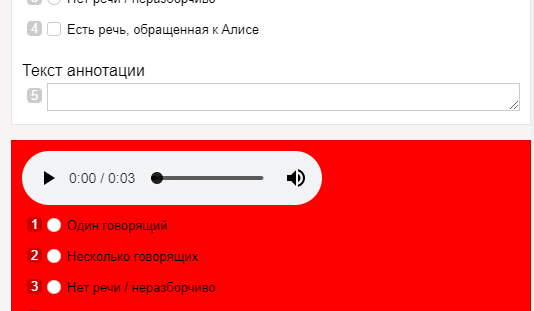 3 Нет речи / неразборчиво
4 Есть речь, обращенная к Алисе
Текст аннотации
5
0:00 / 0:03
1 Один говорящий
2 Несколько говорящих
3 Нет речи / неразборчиво